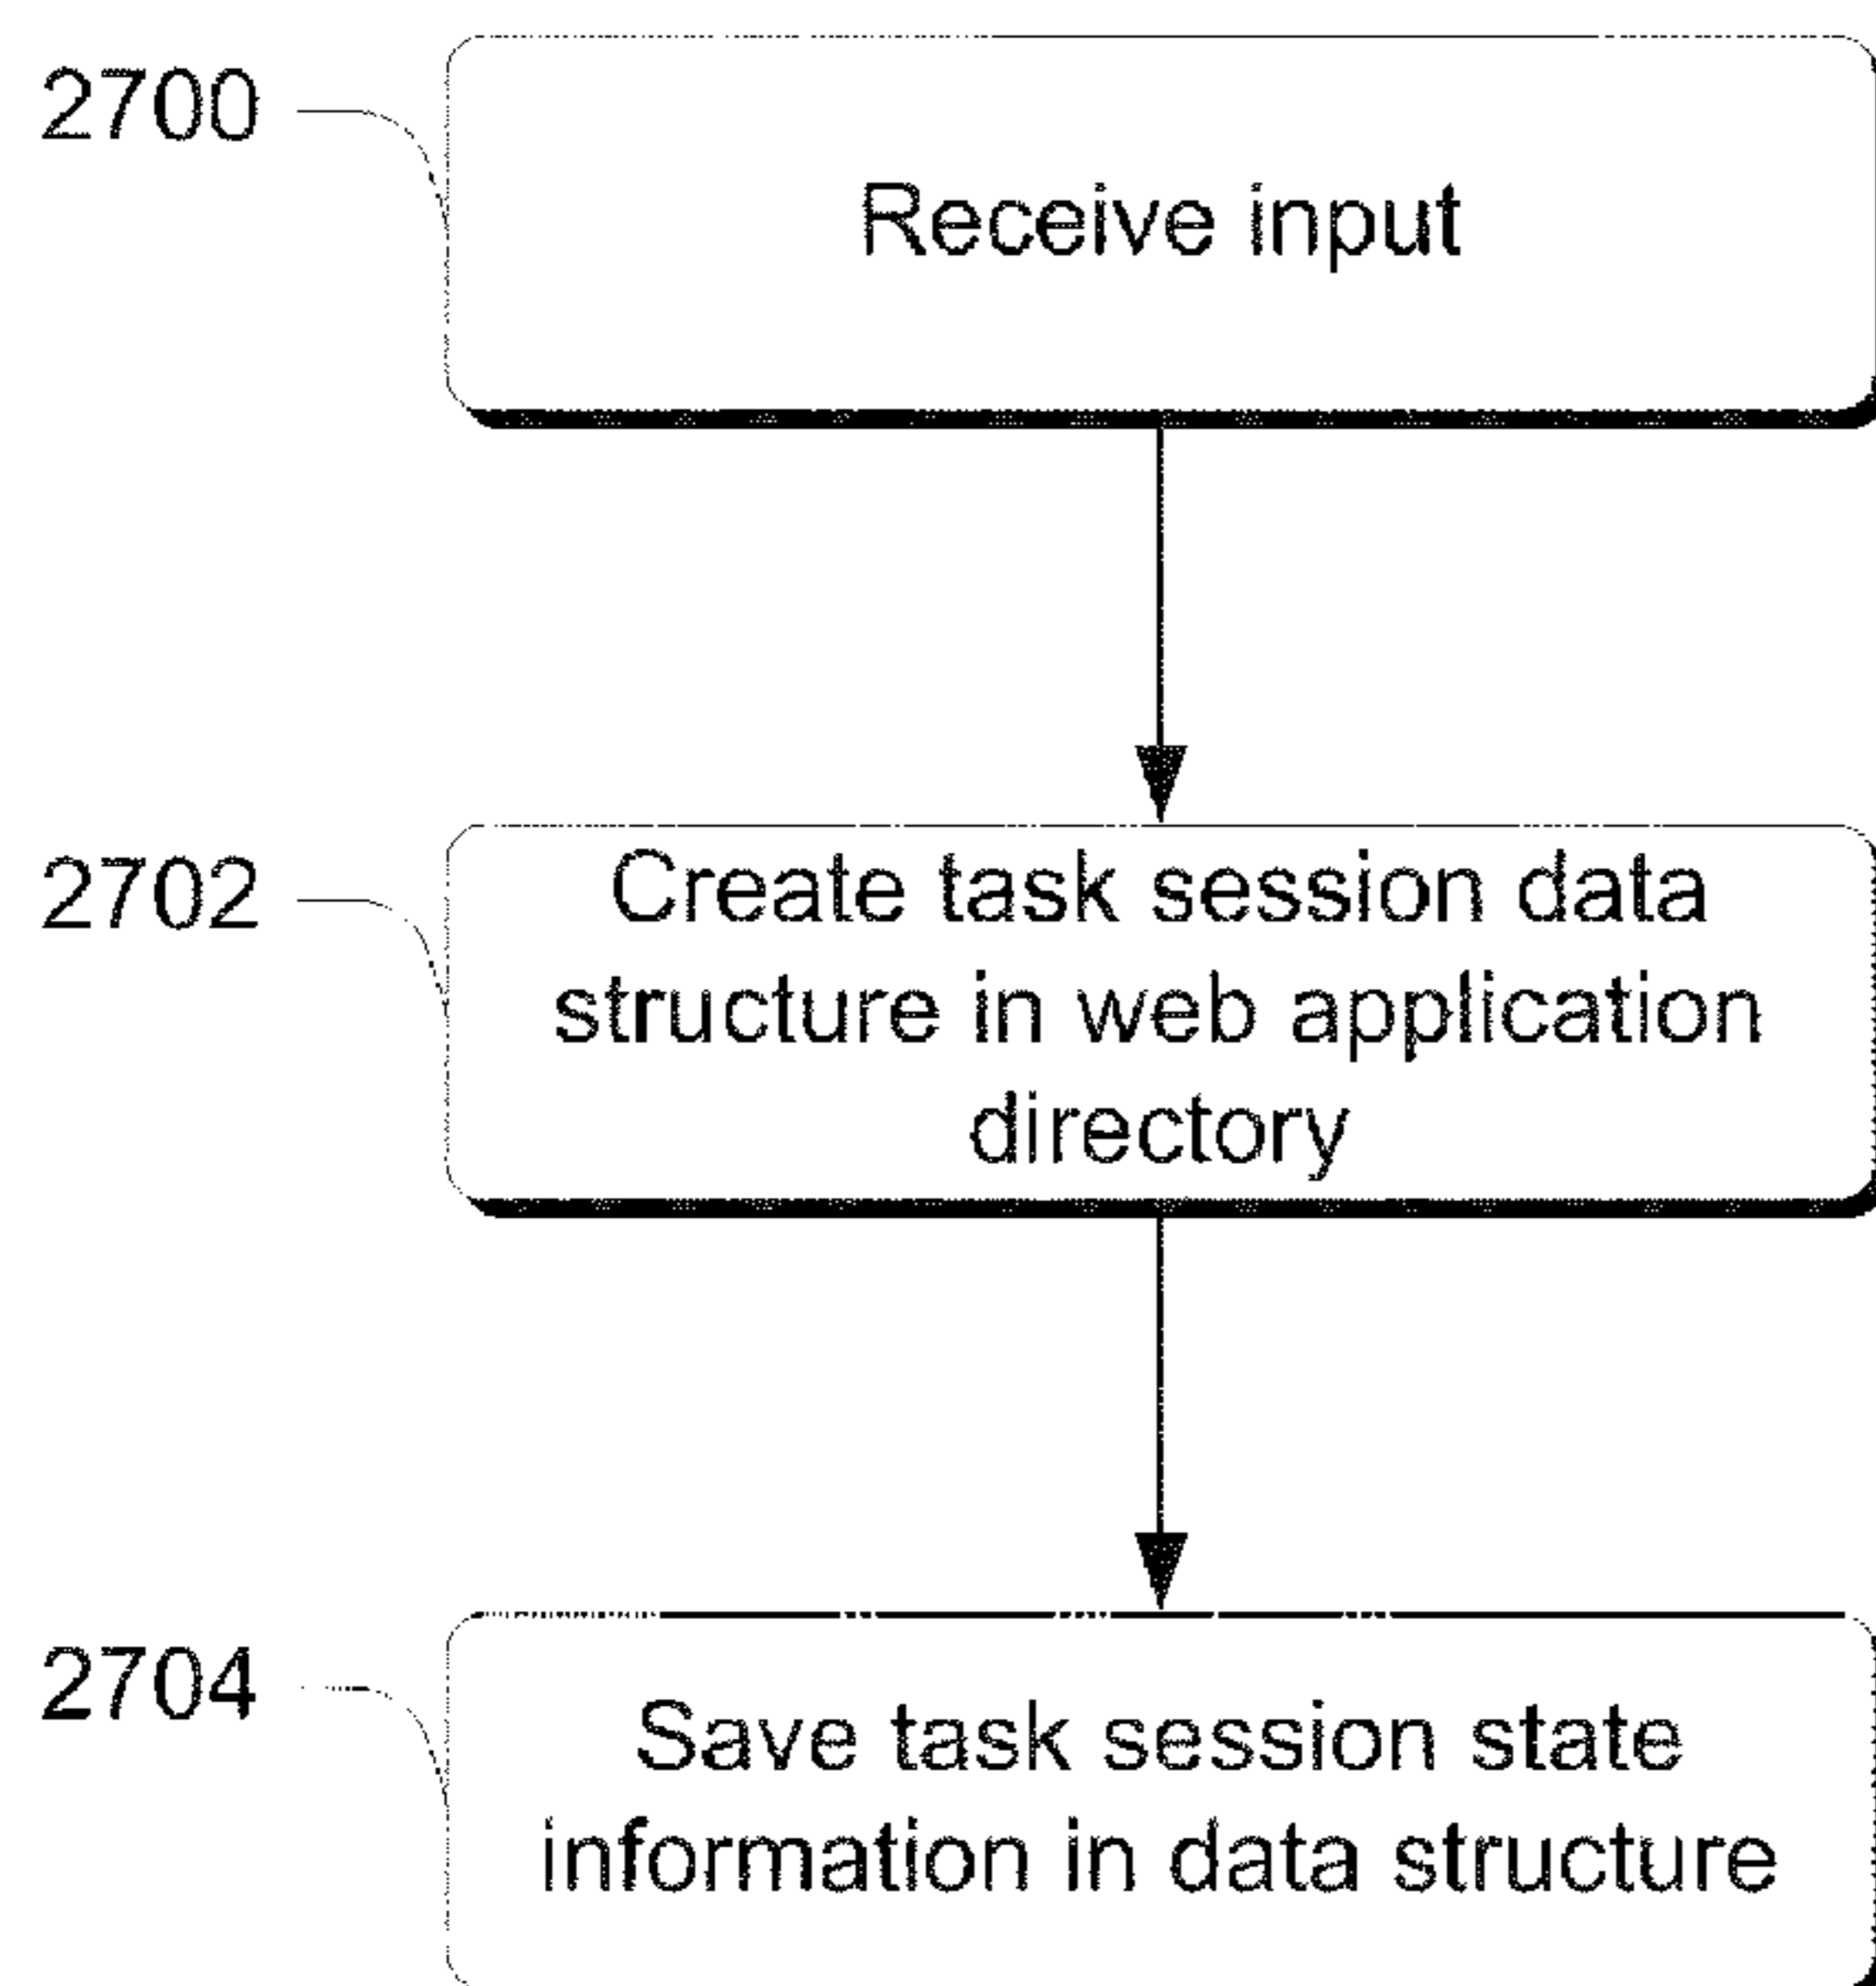 2700
Receive input
2702
Create task session data
structure in web application
directory
2704
Save task session state
information in data structure